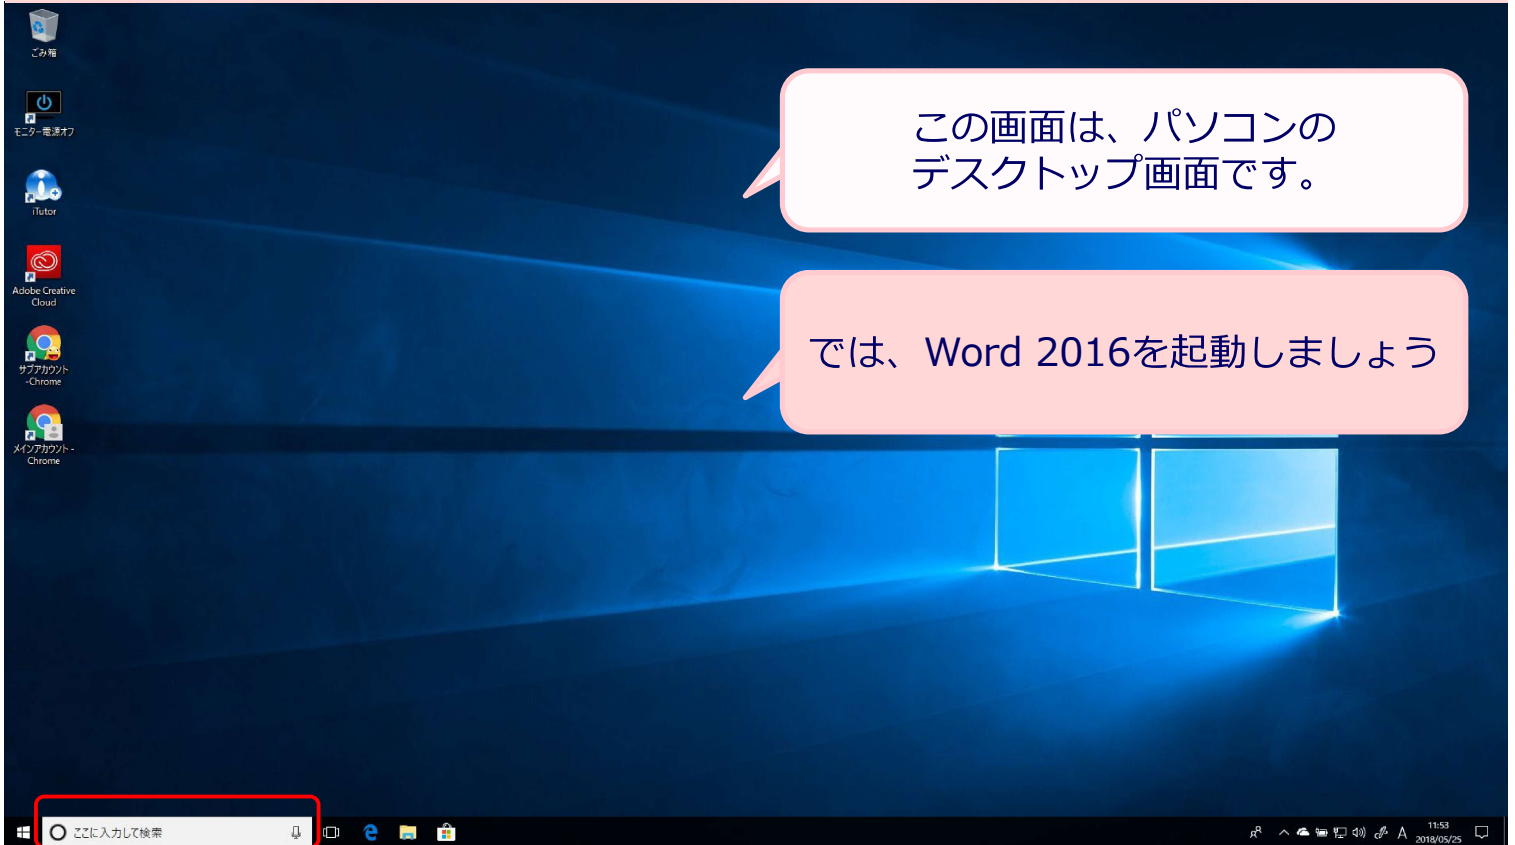 ごみ箱
モニター電源オフ
iTutor
Adobe Creative
Cloud
サブアカウント
-Chrome
メインアカウント -
Chrome
この画面は、パソコンの
デスクトップ画面です。
では、Word 2016を起動しましょう
ここに入力して検索
A
11:53
2018/05/25